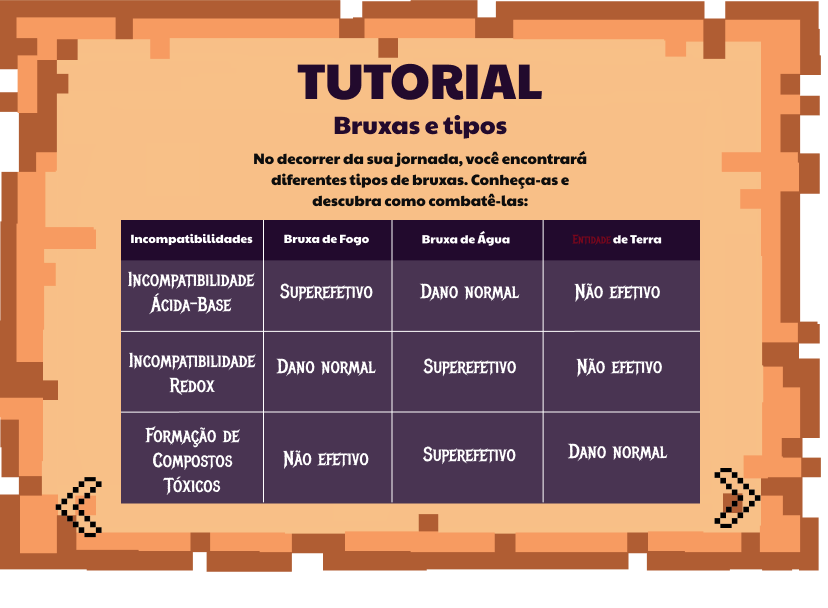 TUTORIAL
Bruxas e tipos
No decorrer da sua jornada, você encontrará
diferentes tipos de bruxas. Conheça-as e
descubra como combatê-las:
Incompatibilidades Bruxa de Fogo Bruxa de Água Entidade de Terra
Incompatibilidade
Ácida-Base
Superefetivo
Dano normal
Não efetivo
Incompatibilidade
Redox
Dano normal
Superefetivo
Não efetivo
Formação de
Compostos
Tóxicos
Não efetivo
Superefetivo
Dano normal